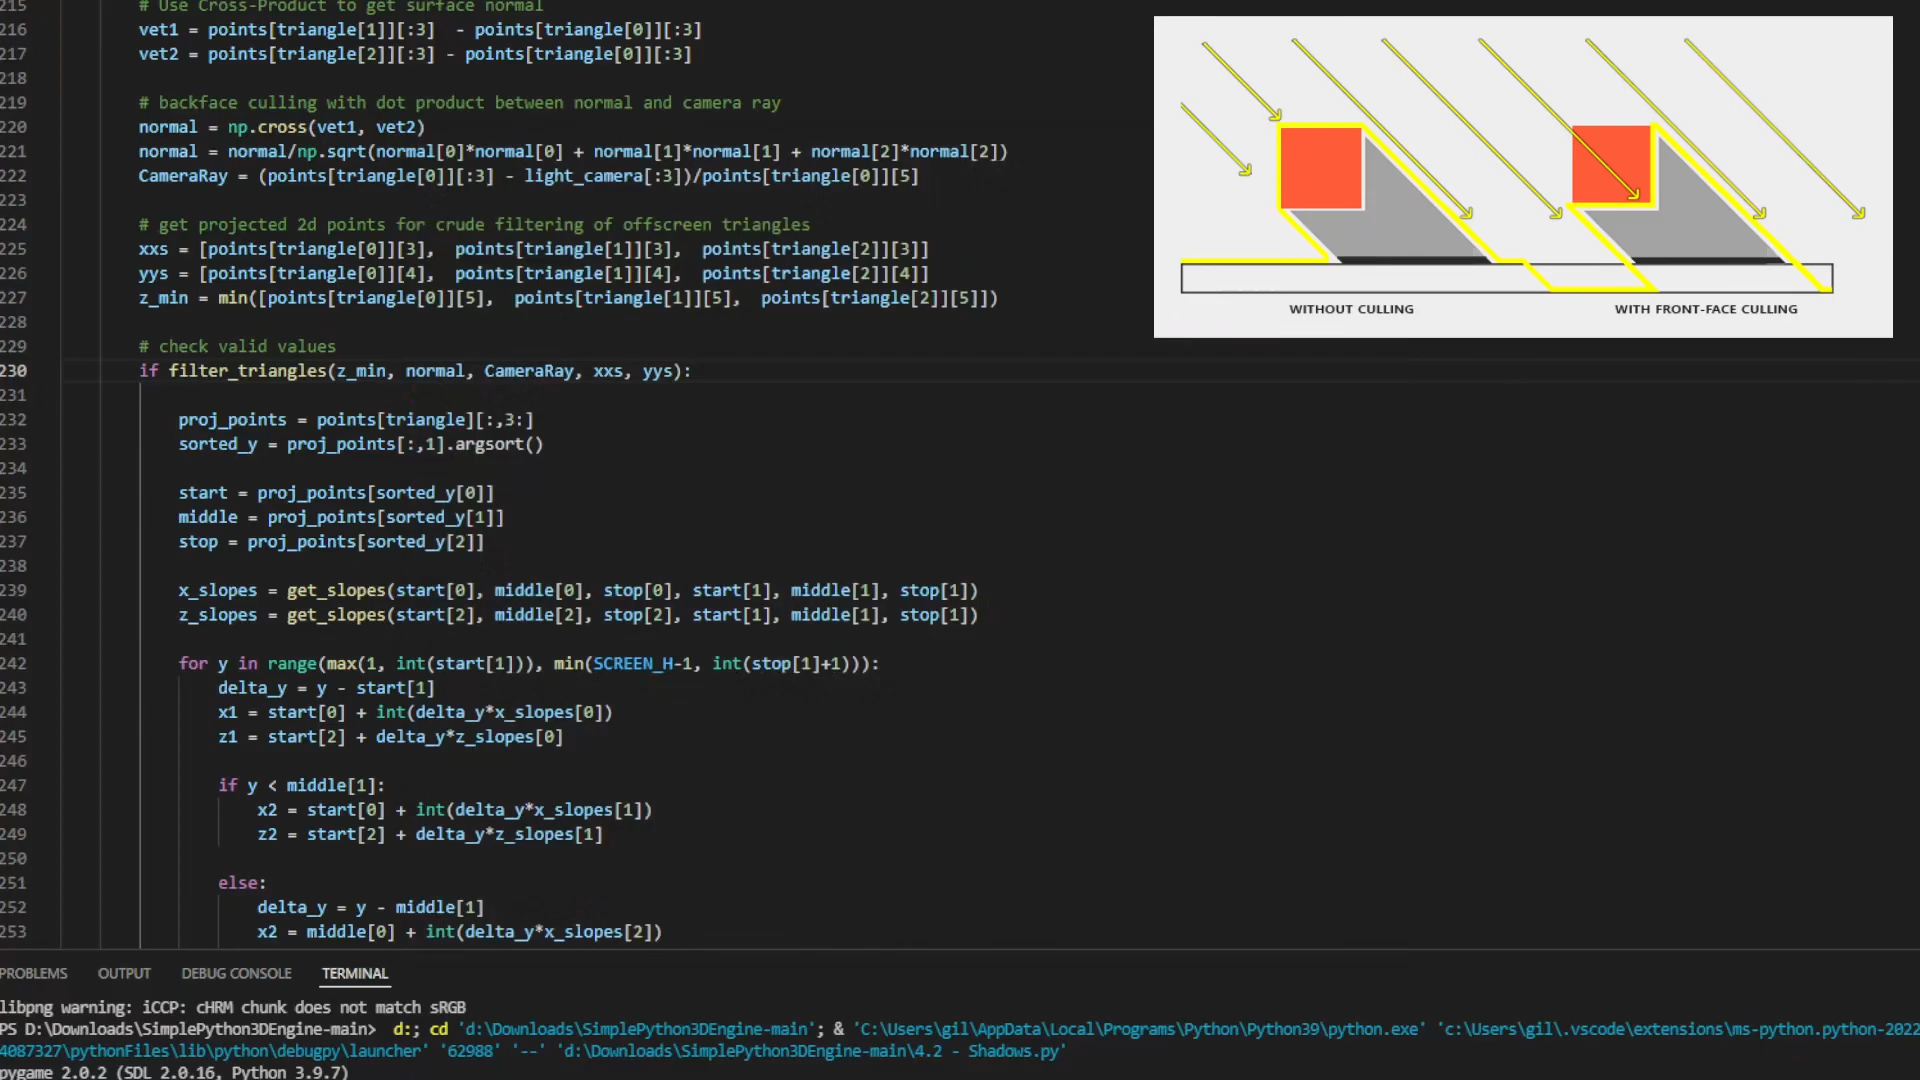 215 # Use Cross-Product to get surface normal
216 vet1 = points[triangle[1]][:3]  - points[triangle[0]][:3]
217 vet2 = points[triangle[2]][:3] - points[triangle[0]][:3]
218
219 # backface culling with dot product between normal and camera ray
220 normal = np.cross(vet1, vet2)
221 normal = normal/np.sqrt(normal[0]*normal[0] + normal[1]*normal[1] + normal[2]*normal[2])
222 CameraRay = (points[triangle[0]][:3] - light_camera[:3])/points[triangle[0]][5]
223
224 # get projected 2d points for crude filtering of offscreen triangles
225 xxs = [points[triangle[0]][3],  points[triangle[1]][3],  points[triangle[2]][3]]
226 yys = [points[triangle[0]][4],  points[triangle[1]][4],  points[triangle[2]][4]]
227 z_min = min([points[triangle[0]][5],  points[triangle[1]][5],  points[triangle[2]][5]])
228
229 # check valid values
230 if filter_triangles(z_min, normal, CameraRay, xxs, yys):
231
232 proj_points = points[triangle][:,3:]
233 sorted_y = proj_points[:,1].argsort()
234
235 start = proj_points[sorted_y[0]]
236 middle = proj_points[sorted_y[1]]
237 stop = proj_points[sorted_y[2]]
238
239 x_slopes = get_slopes(start[0], middle[0], stop[0], start[1], middle[1], stop[1])
240 z_slopes = get_slopes(start[2], middle[2], stop[2], start[1], middle[1], stop[1])
241
242 for y in range(max(1, int(start[1])), min(SCREEN_H-1, int(stop[1]+1))):
243 delta_y = y - start[1]
244 x1 = start[0] + int(delta_y*x_slopes[0])
245 z1 = start[2] + delta_y*z_slopes[0]
246
247 if y < middle[1]:
248 x2 = start[0] + int(delta_y*x_slopes[1])
249 z2 = start[2] + delta_y*z_slopes[1]
250
251 else:
252 delta_y = y - middle[1]
253 x2 = middle[0] + int(delta_y*x_slopes[2])
WITHOUT CULLING
WITH FRONT-FACE CULLING
PROBLEMS OUTPUT DEBUG CONSOLE TERMINAL
libpng warning: iCCP: cHRM chunk does not match sRGB
PS D:\Downloads\SimplePython3DEngine-main>  d:; cd 'd:\Downloads\SimplePython3DEngine-main'; & 'C:\Users\gil\AppData\Local\Programs\Python\Python39\python.exe' 'c:\Users\gil\.vscode\extensions\ms-python.python-2022
4087327\pythonFiles\lib\python\debugpy\launcher' '62988' '--' 'd:\Downloads\SimplePython3DEngine-main\4.2 - Shadows.py'
pygame 2.0.2 (SDL 2.0.16, Python 3.9.7)